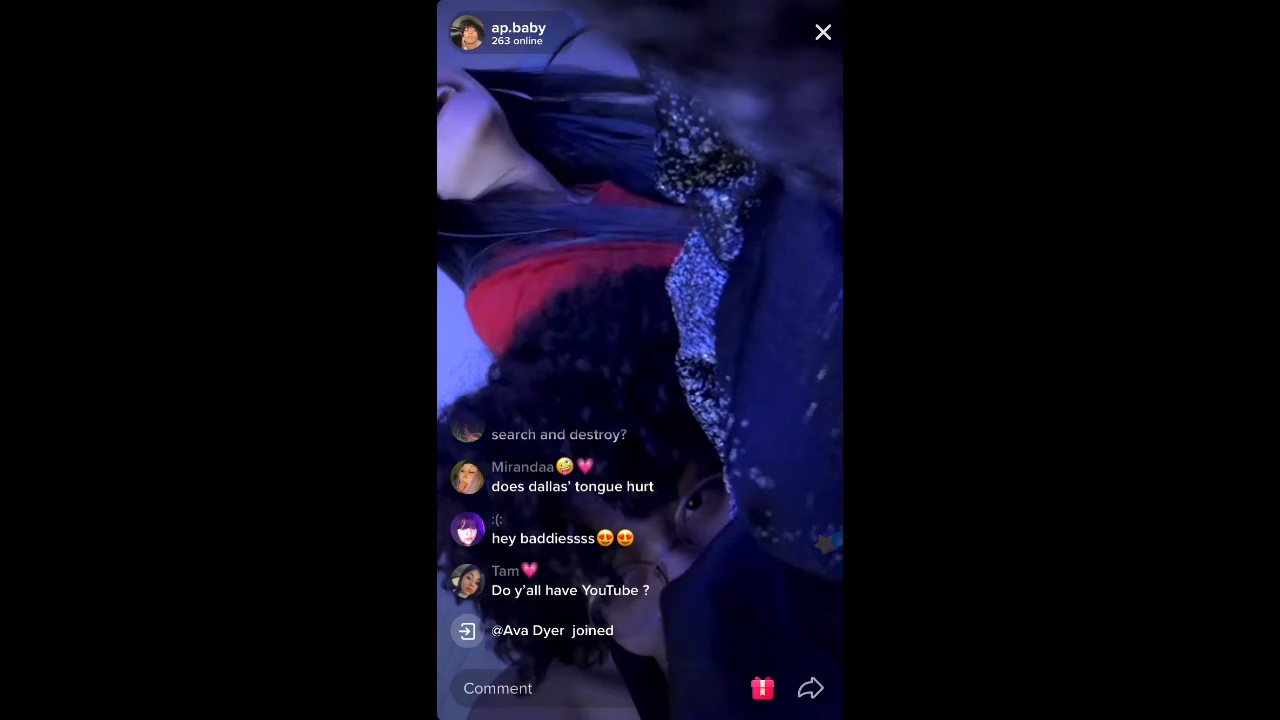 ap.baby
263 online
search and destroy?
Mirandaa🤪💗
does dallas’ tongue hurt
:(:
hey baddiessss😍😍
Tam💗
Do y’all have YouTube ?
@Ava Dyer joined
Comment